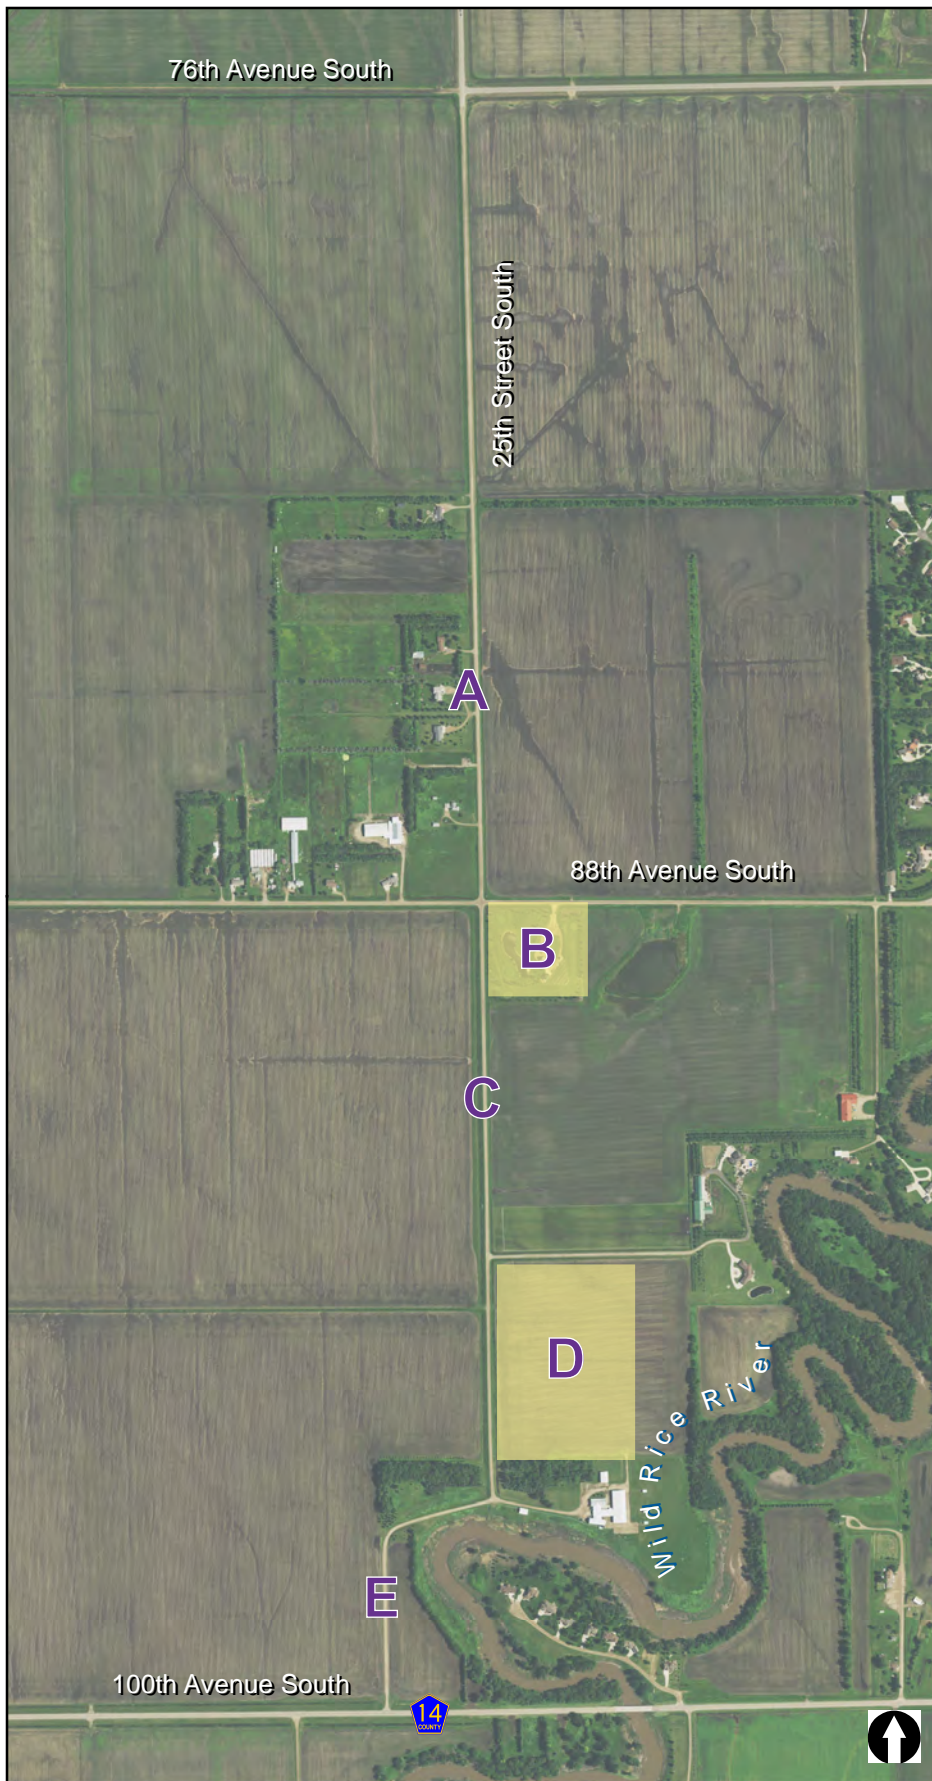 76th Avenue South
25th Street South
A
88th Avenue South
B
C
D
Wild Rice River
E
100th Avenue South
14
COUNTY